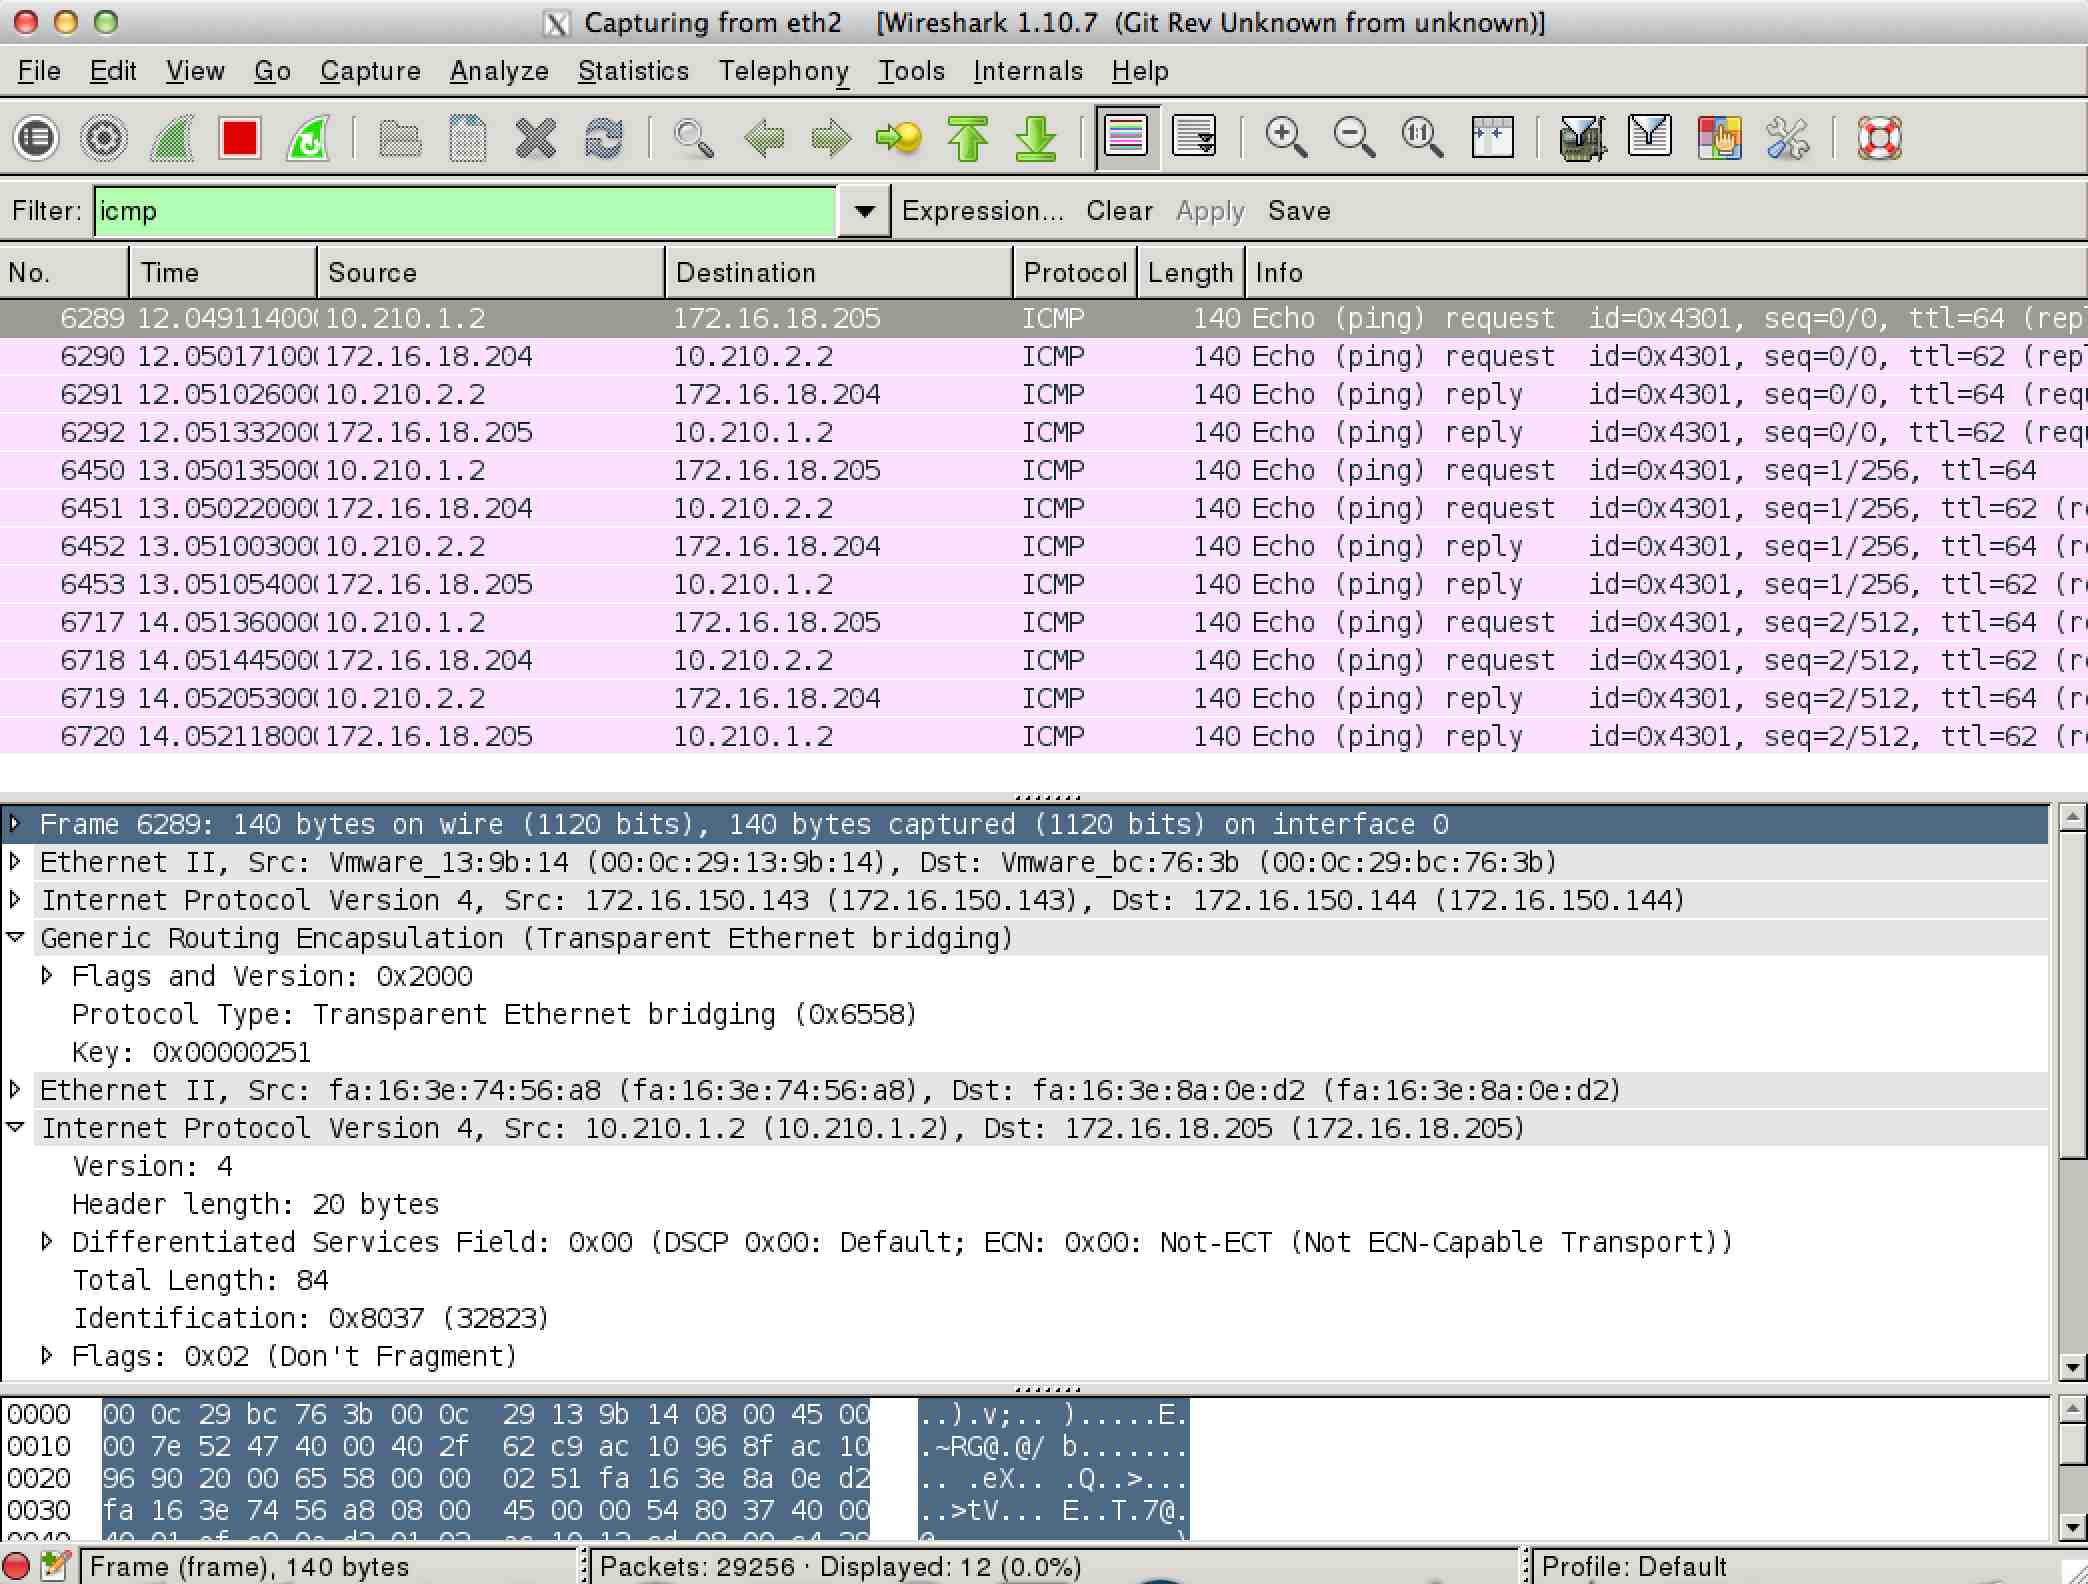 Capturing from eth2 [Wireshark 1.10.7 (Git Rev Unknown from unknown)]
File Edit View Go Capture Analyze Statistics Telephony Tools Internals Help
Filter: icmp Expression... Clear Apply Save
No. Time Source Destination Protocol Length Info
6289 12.049114000 10.210.1.2 172.16.18.205 ICMP 140 Echo (ping) request id=0x4301, seq=0/0, ttl=64 (rep
6290 12.050171000 172.16.18.204 10.210.2.2 ICMP 140 Echo (ping) request id=0x4301, seq=0/0, ttl=62 (rep
6291 12.051026000 10.210.2.2 172.16.18.204 ICMP 140 Echo (ping) reply id=0x4301, seq=0/0, ttl=64 (req
6292 12.051332000 172.16.18.205 10.210.1.2 ICMP 140 Echo (ping) reply id=0x4301, seq=0/0, ttl=62 (req
6450 13.050135000 10.210.1.2 172.16.18.205 ICMP 140 Echo (ping) request id=0x4301, seq=1/256, ttl=64
6451 13.050220000 172.16.18.204 10.210.2.2 ICMP 140 Echo (ping) request id=0x4301, seq=1/256, ttl=62 (r
6452 13.051003000 10.210.2.2 172.16.18.204 ICMP 140 Echo (ping) reply id=0x4301, seq=1/256, ttl=64 (r
6453 13.051054000 172.16.18.205 10.210.1.2 ICMP 140 Echo (ping) reply id=0x4301, seq=1/256, ttl=62 (r
6717 14.051360000 10.210.1.2 172.16.18.205 ICMP 140 Echo (ping) request id=0x4301, seq=2/512, ttl=64 (r
6718 14.051445000 172.16.18.204 10.210.2.2 ICMP 140 Echo (ping) request id=0x4301, seq=2/512, ttl=62 (r
6719 14.052053000 10.210.2.2 172.16.18.204 ICMP 140 Echo (ping) reply id=0x4301, seq=2/512, ttl=64 (r
6720 14.052118000 172.16.18.205 10.210.1.2 ICMP 140 Echo (ping) reply id=0x4301, seq=2/512, ttl=62 (r
Frame 6289: 140 bytes on wire (1120 bits), 140 bytes captured (1120 bits) on interface 0
Ethernet II, Src: Vmware_13:9b:14 (00:0c:29:13:9b:14), Dst: Vmware_bc:76:3b (00:0c:29:bc:76:3b)
Internet Protocol Version 4, Src: 172.16.150.143 (172.16.150.143), Dst: 172.16.150.144 (172.16.150.144)
Generic Routing Encapsulation (Transparent Ethernet bridging)
Flags and Version: 0x2000
Protocol Type: Transparent Ethernet bridging (0x6558)
Key: 0x00000251
Ethernet II, Src: fa:16:3e:74:56:a8 (fa:16:3e:74:56:a8), Dst: fa:16:3e:8a:0e:d2 (fa:16:3e:8a:0e:d2)
Internet Protocol Version 4, Src: 10.210.1.2 (10.210.1.2), Dst: 172.16.18.205 (172.16.18.205)
Version: 4
Header length: 20 bytes
Differentiated Services Field: 0x00 (DSCP 0x00: Default; ECN: 0x00: Not-ECT (Not ECN-Capable Transport))
Total Length: 84
Identification: 0x8037 (32823)
Flags: 0x02 (Don't Fragment)
0000 00 0c 29 bc 76 3b 00 0c 29 13 9b 14 08 00 45 00 ..).v;.. ).....E.
0010 00 7e 52 47 40 00 40 2f 62 c9 ac 10 96 8f ac 10 .~RG@.@/ b.......
0020 96 90 20 00 65 58 00 00 02 51 fa 16 3e 8a 0e d2 .. .eX.. .Q..>...
0030 fa 16 3e 74 56 a8 08 00 45 00 00 54 80 37 40 00 ..>tV... E..T.7@.
Frame (frame), 140 bytes Packets: 29256 · Displayed: 12 (0.0%) Profile: Default